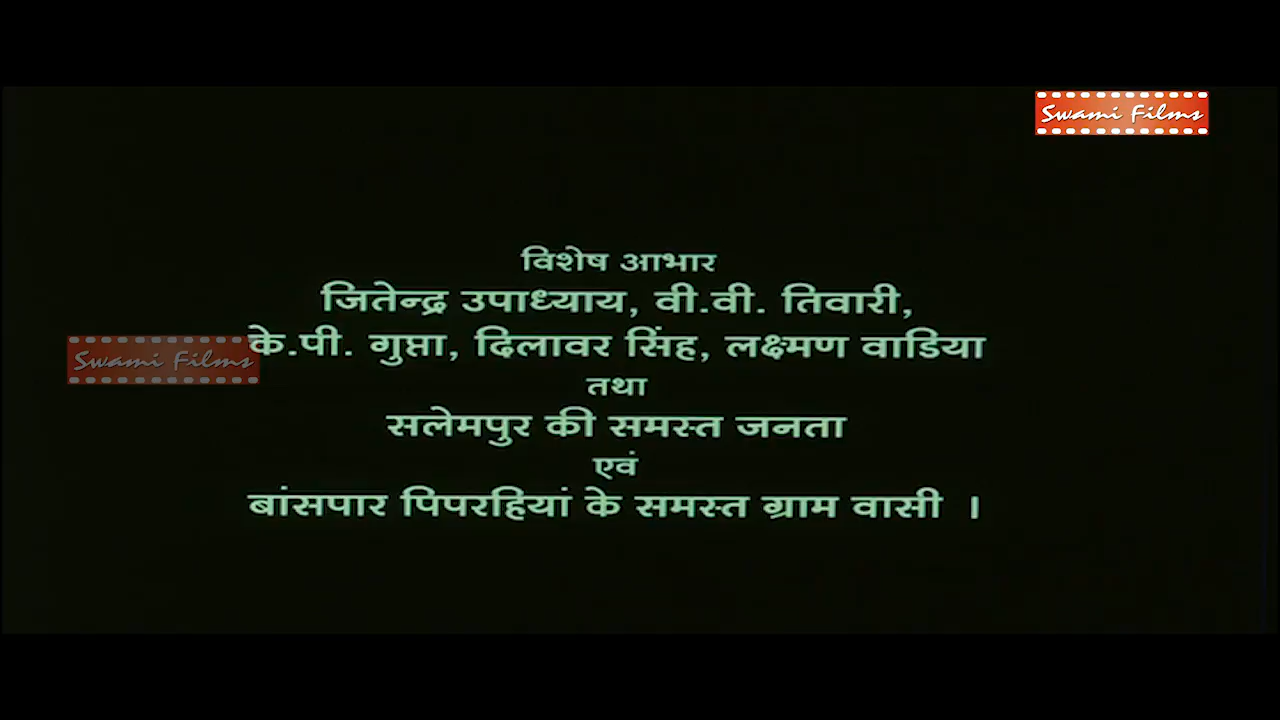 Swami Films
विशेष आभार
जितेन्द्र उपाध्याय, वी.वी. तिवारी,
के.पी. गुप्ता, दिलावर सिंह, लक्ष्मण वाडिया
Swami Films
तथा
सलेमपुर की समस्त जनता
एवं
बांसपार पिपरहियां के समस्त ग्राम वासी ।